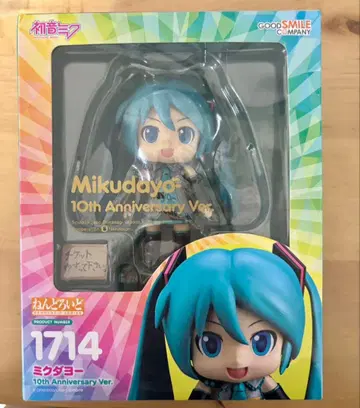 初音ミク
GOOD SMILE
COMPANY
Mikudayo
10th Anniversary Ver.
ねんどろいど
PRODUCT NUMBER
1714
ミクダヨー
10th Anniversary Ver.